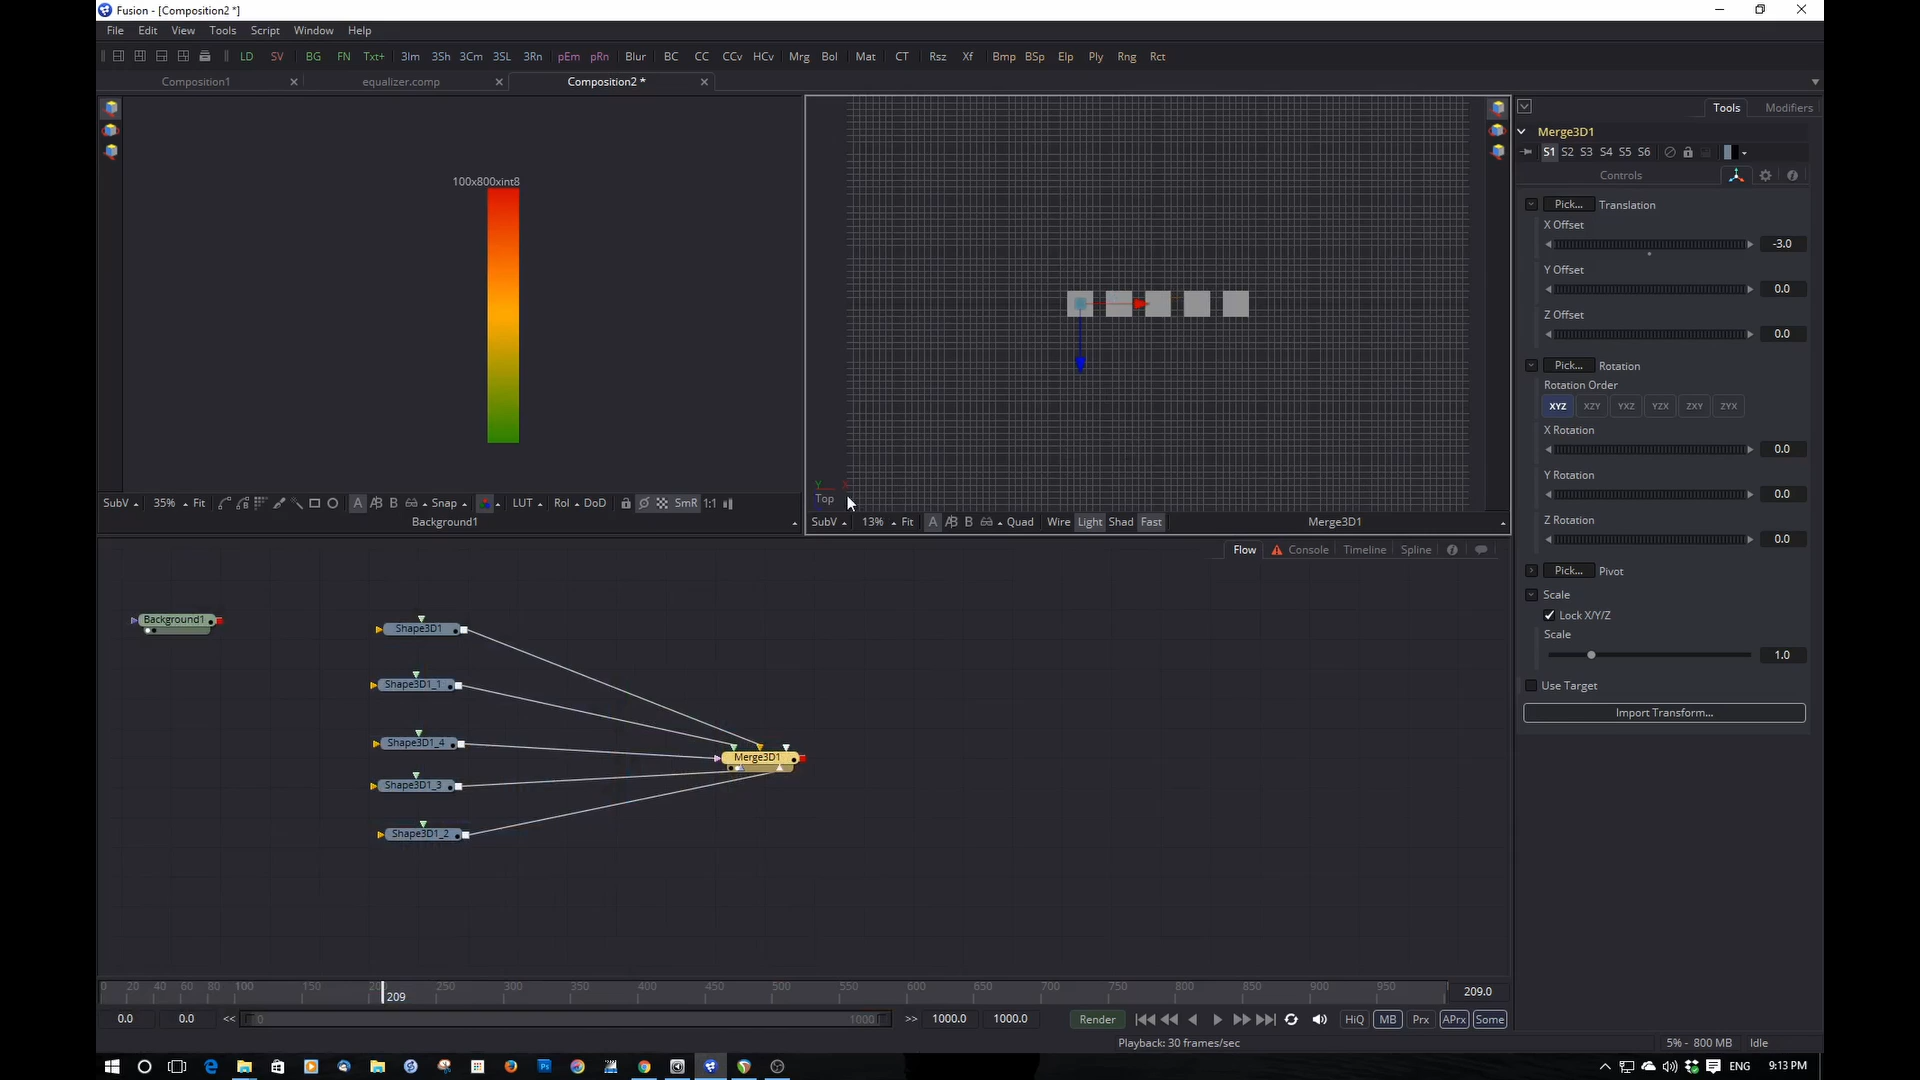 Fusion - [Composition2 *]
File Edit View Tools Script Window Help
LD SV BG FN Txt+ 3Im 3Sh 3Cm 3SL 3Rn pEm pRn Blur BC CC CCv HCv Mrg Bol Mat CT Rsz Xf Bmp BSp Elp Ply Rng Rct
Composition1 equalizer.comp Composition2 *
Tools Modifiers
Merge3D1
S1 S2 S3 S4 S5 S6
Controls
100x800xint8
Pick... Translation
X Offset
-3.0
Y Offset
0.0
Z Offset
0.0
Pick... Rotation
Rotation Order
XYZ XZY YXZ YZX ZXY ZYX
X Rotation
0.0
Y Rotation
0.0
Z Rotation
0.0
Pick... Pivot
Scale
Lock X/Y/Z
Scale
1.0
Use Target
Import Transform...
Y X
Top
SubV 35% Fit A B Snap LUT RoI DoD SmR 1:1
Background1
SubV 13% Fit A B Quad Wire Light Shad Fast Merge3D1
Flow Console Timeline Spline
Background1
Shape3D1
Shape3D1_1
Shape3D1_4
Merge3D1
Shape3D1_3
Shape3D1_2
0 20 40 60 80 100 150 200 250 300 350 400 450 500 550 600 650 700 750 800 850 900 950
209
209.0
0.0 0.0 << 0 1000 >> 1000.0 1000.0 Render HiQ MB Prx APrx Some
Playback: 30 frames/sec
5% - 800 MB Idle
ENG 9:13 PM